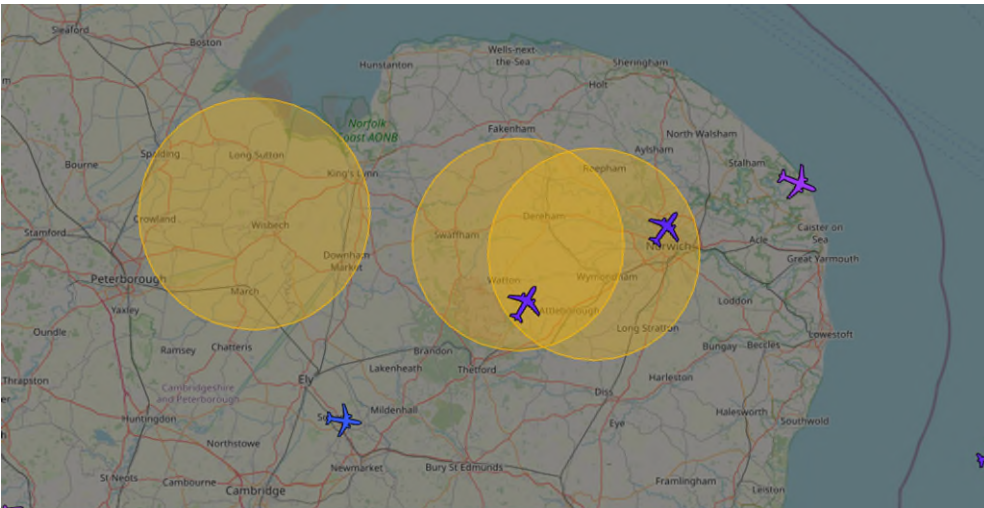 Sleaford
Boston
Wells-next-
the-Sea
Hunstanton
Sheringham
m
Holt
Norfolk
Coast AONB
Fakenham
North Walsham
Spalding
Long Sutton
Aylsham
Bourne
Reepham
Stalham
King's Lynn
Crowland
Wisbech
Dereham
Stamford
Swaffham
Caister on
Sea
Norwich
Acle
Downham
Market
Great Yarmouth
Peterborough
Watton
Wymondham
March
Yaxley
Attleborough
Loddon
Oundle
Long Stratton
Lowestoft
Ramsey
Chatteris
Brandon
Bungay
Beccles
Lakenheath
Thetford
Thrapston
Ely
Harleston
Cambridgeshire
and Peterborough
Diss
er
Huntingdon
So
Mildenhall
Halesworth
Southwold
Eye
Northstowe
Newmarket
Bury St Edmunds
St Neots
Cambourne
Cambridge
Framlingham
Leiston